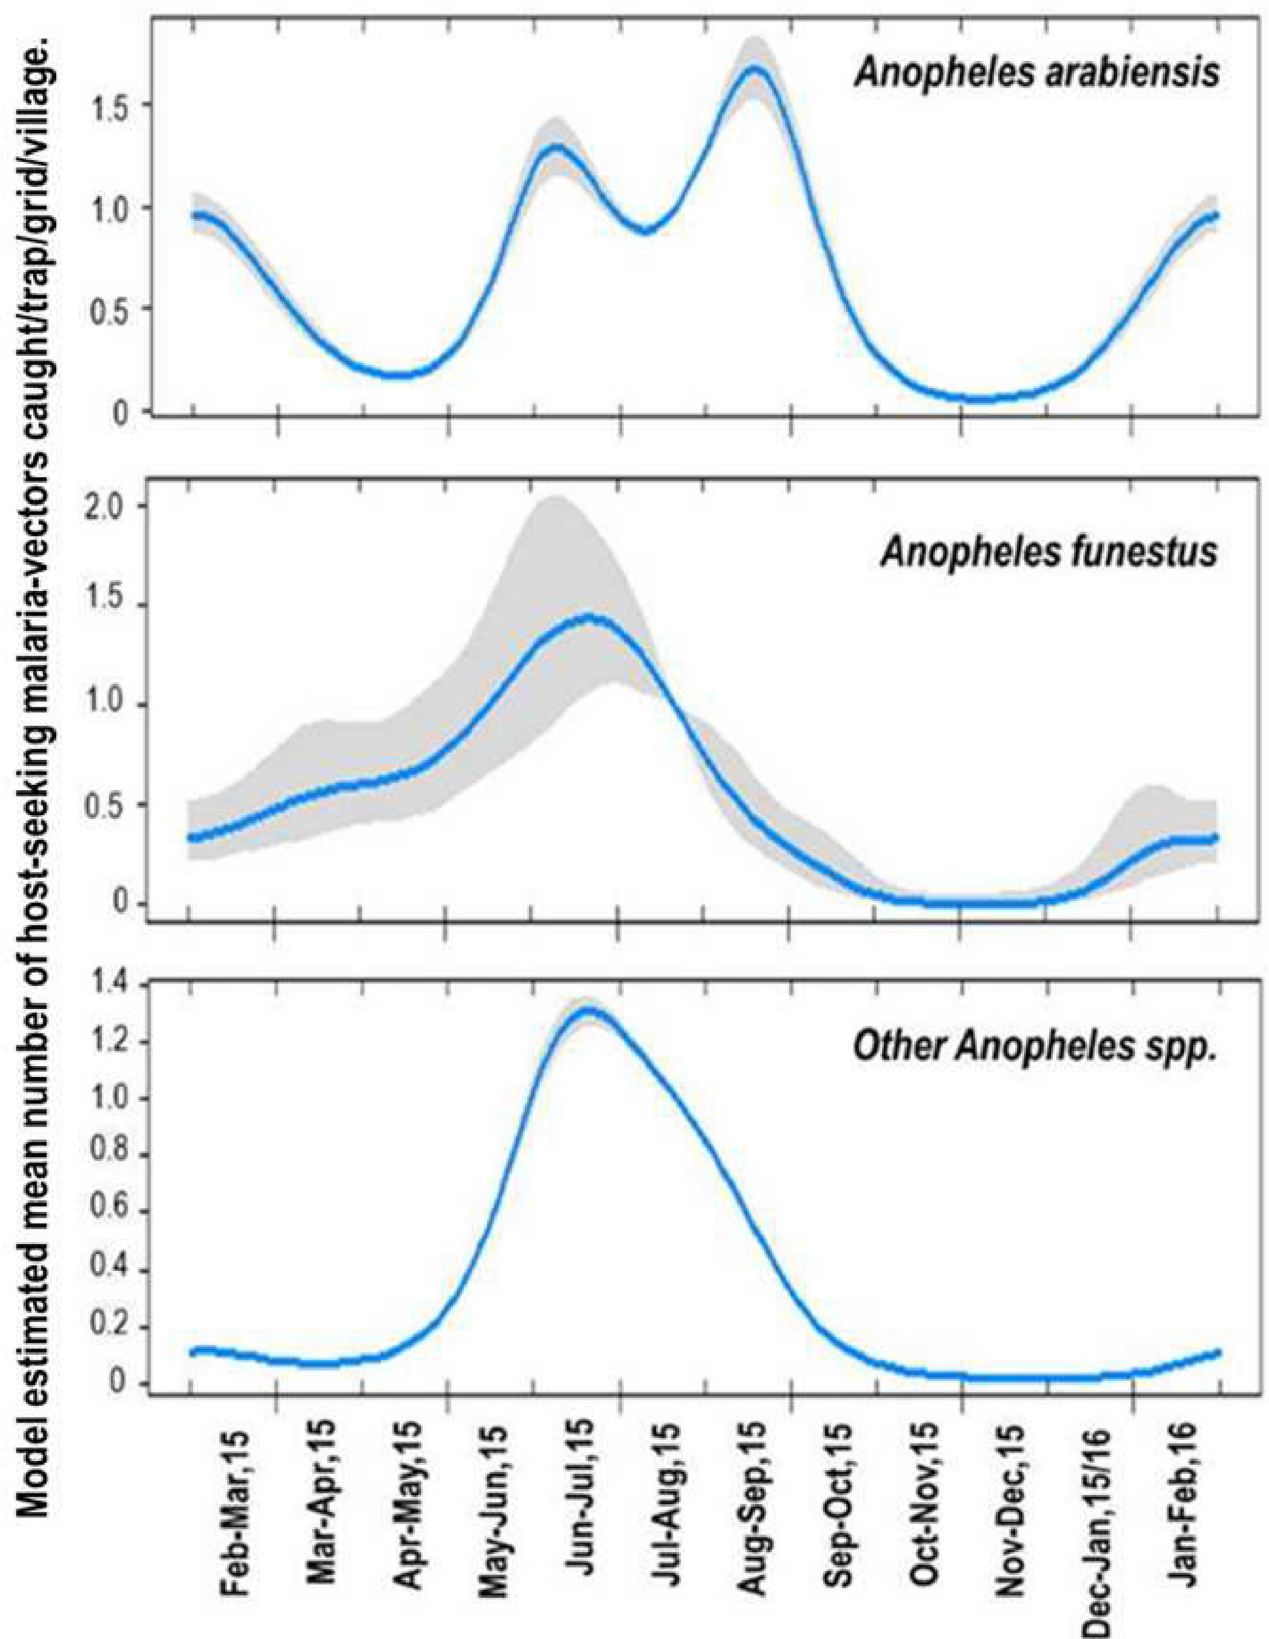 Model estimated mean number of host-seeking malaria-vectors caught/trap/grid/village.
Anopheles arabiensis
1.5
1.0
0.5
0
Anopheles funestus
2.0
1.5
1.0
0.5
0
Other Anopheles spp.
1.4
1.2
1.0
0.8
0.6
0.4
0.2
0
Feb-Mar,15
Mar-Apr,15
Apr-May,15
May-Jun,15
Jun-Jul,15
Jul-Aug,15
Aug-Sep,15
Sep-Oct,15
Oct-Nov,15
Nov-Dec,15
Dec-Jan,15/16
Jan-Feb,16